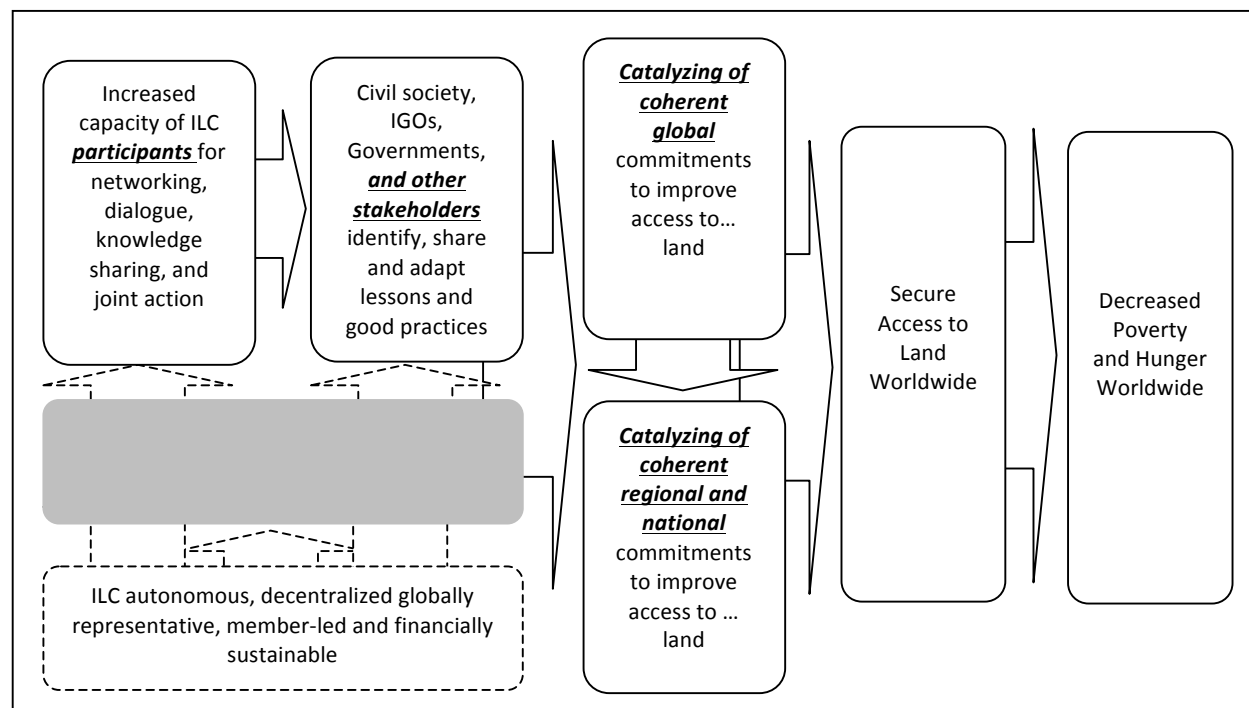 Increased
capacity of ILC
participants for
networking,
dialogue,
knowledge
sharing, and
joint action
Civil society,
IGOs,
Governments,
and other
stakeholders
identify, share
and adapt
lessons and
good practices
Catalyzing of
coherent
global
commitments
to improve
access to…
land
Catalyzing of
coherent
regional and
national
commitments
to improve
access to …
land
Secure
Access to
Land
Worldwide
Decreased
Poverty
and Hunger
Worldwide
ILC autonomous, decentralized globally
representative, member-led and financially
sustainable